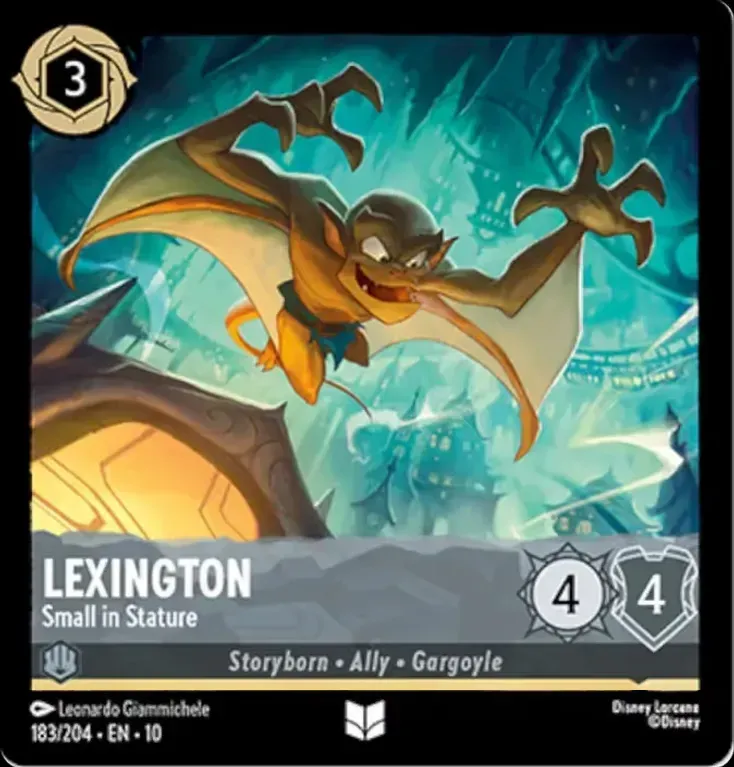 3
LEXINGTON
Small in Stature
4
4
Storyborn • Ally • Gargoyle
Leonardo Giammichele
183/204 • EN • 10
Disney Lorcana
©Disney